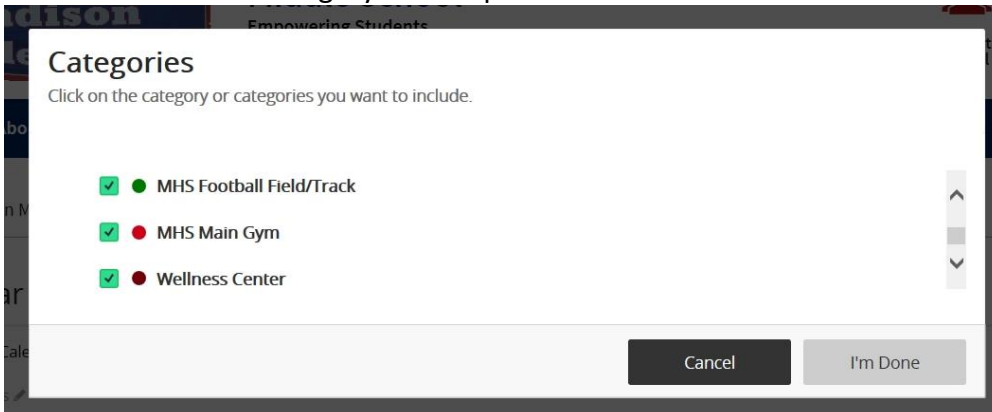 Empowering Students
Categories
Click on the category or categories you want to include.
MHS Football Field/Track
MHS Main Gym
Wellness Center
Cancel
I'm Done